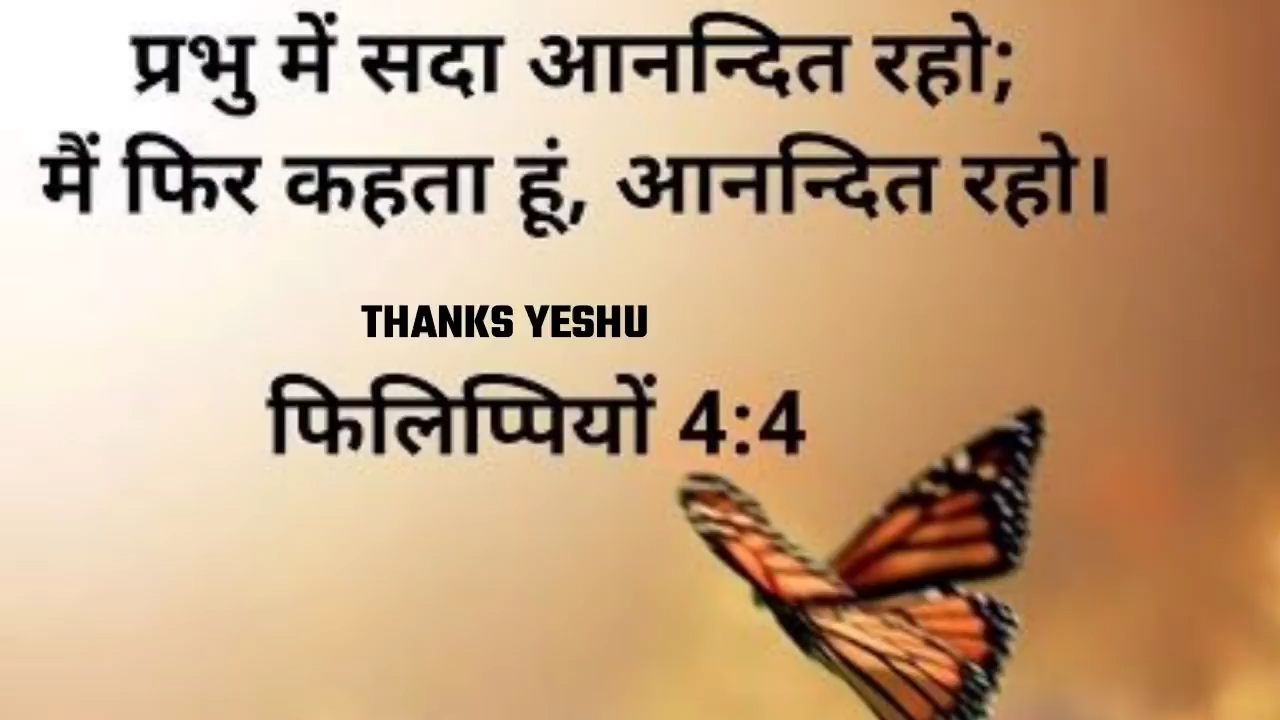 प्रभु में सदा आनन्दित रहो;
मैं फिर कहता हूं, आनन्दित रहो।
THANKS YESHU
फिलिप्पियों 4:4